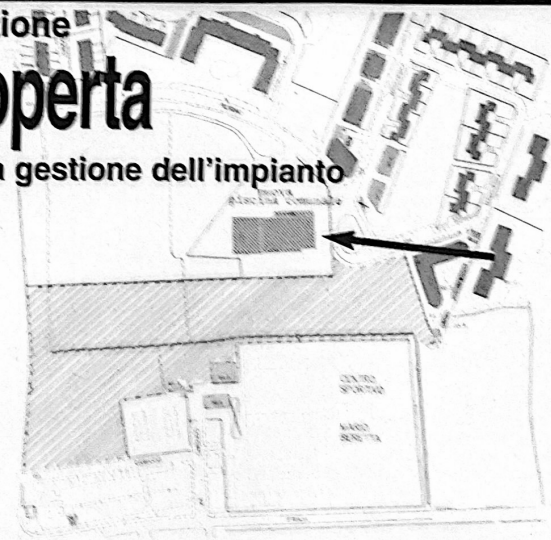 ione
operta
a gestione dell'impianto
nuova
piscina comunale
CENTRO
SPORTIVO
MARIO
BERETTA